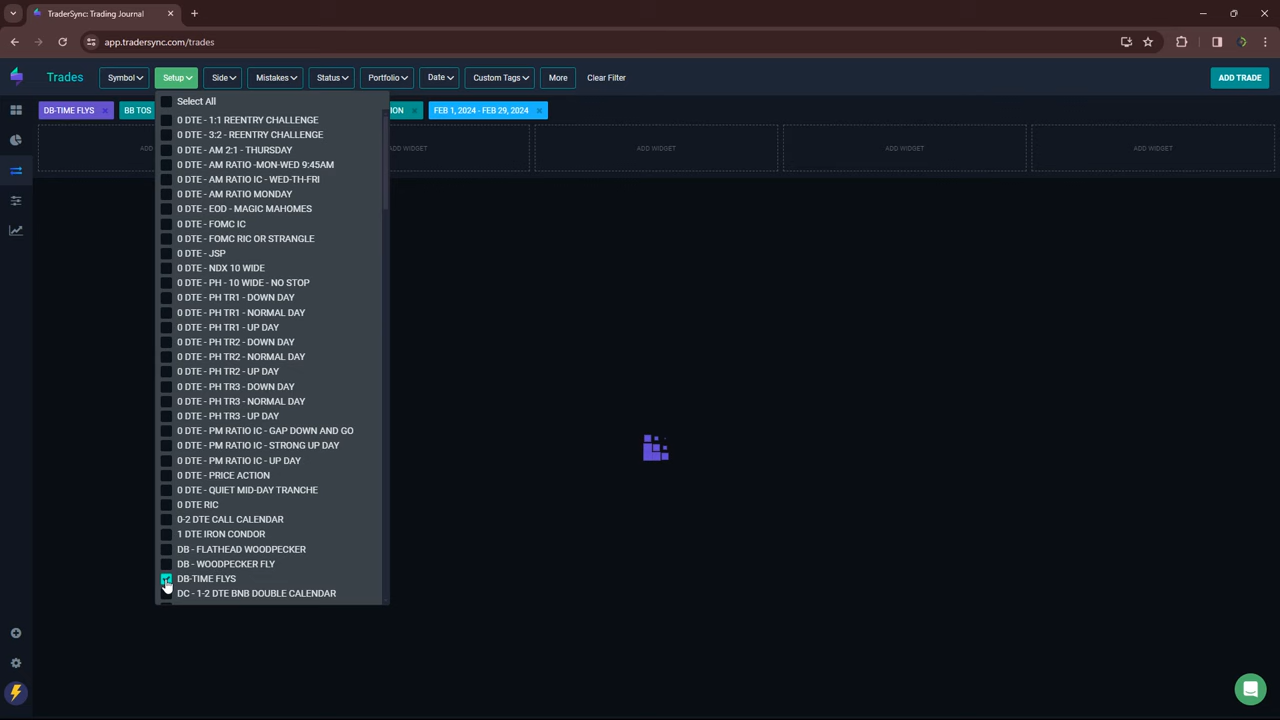 TraderSync: Trading Journal
app.tradersync.com/trades
Trades
Symbol
Setup
Side
Mistakes
Status
Portfolio
Date
Custom Tags
More
Clear Filter
ADD TRADE
DB-TIME FLYS
BB TOS
ION
FEB 1, 2024 - FEB 29, 2024
ADD
ADD WIDGET
ADD WIDGET
ADD WIDGET
ADD WIDGET
Select All
0 DTE - 1:1 REENTRY CHALLENGE
0 DTE - 3:2 - REENTRY CHALLENGE
0 DTE - AM 2:1 - THURSDAY
0 DTE - AM RATIO -MON-WED 9:45AM
0 DTE - AM RATIO IC - WED-TH-FRI
0 DTE - AM RATIO MONDAY
0 DTE - EOD - MAGIC MAHOMES
0 DTE - FOMC IC
0 DTE - FOMC RIC OR STRANGLE
0 DTE - JSP
0 DTE - NDX 10 WIDE
0 DTE - PH - 10 WIDE - NO STOP
0 DTE - PH TR1 - DOWN DAY
0 DTE - PH TR1 - NORMAL DAY
0 DTE - PH TR1 - UP DAY
0 DTE - PH TR2 - DOWN DAY
0 DTE - PH TR2 - NORMAL DAY
0 DTE - PH TR2 - UP DAY
0 DTE - PH TR3 - DOWN DAY
0 DTE - PH TR3 - NORMAL DAY
0 DTE - PH TR3 - UP DAY
0 DTE - PM RATIO IC - GAP DOWN AND GO
0 DTE - PM RATIO IC - STRONG UP DAY
0 DTE - PM RATIO IC - UP DAY
0 DTE - PRICE ACTION
0 DTE - QUIET MID-DAY TRANCHE
0 DTE RIC
0-2 DTE CALL CALENDAR
1 DTE IRON CONDOR
DB - FLATHEAD WOODPECKER
DB - WOODPECKER FLY
DB-TIME FLYS
DC - 1-2 DTE BNB DOUBLE CALENDAR